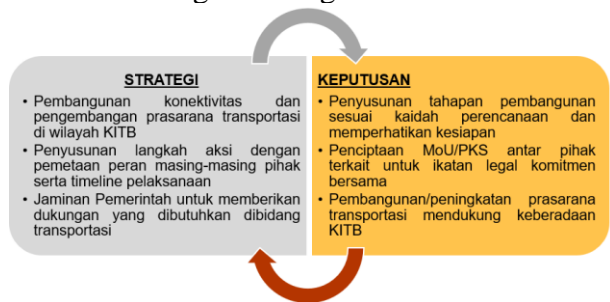 STRATEGI
• Pembangunan konektivitas dan
pengembangan prasarana transportasi
di wilayah KITB
• Penyusunan langkah aksi dengan
pemetaan peran masing-masing pihak
serta timeline pelaksanaan
• Jaminan Pemerintah untuk memberikan
dukungan yang dibutuhkan dibidang
transportasi
KEPUTUSAN
• Penyusunan tahapan pembangunan
sesuai kaidah perencanaan dan
memperhatikan kesiapan
• Penciptaan MoU/PKS antar pihak
terkait untuk ikatan legal komitmen
bersama
• Pembangunan/peningkatan prasarana
transportasi mendukung keberadaan
KITB